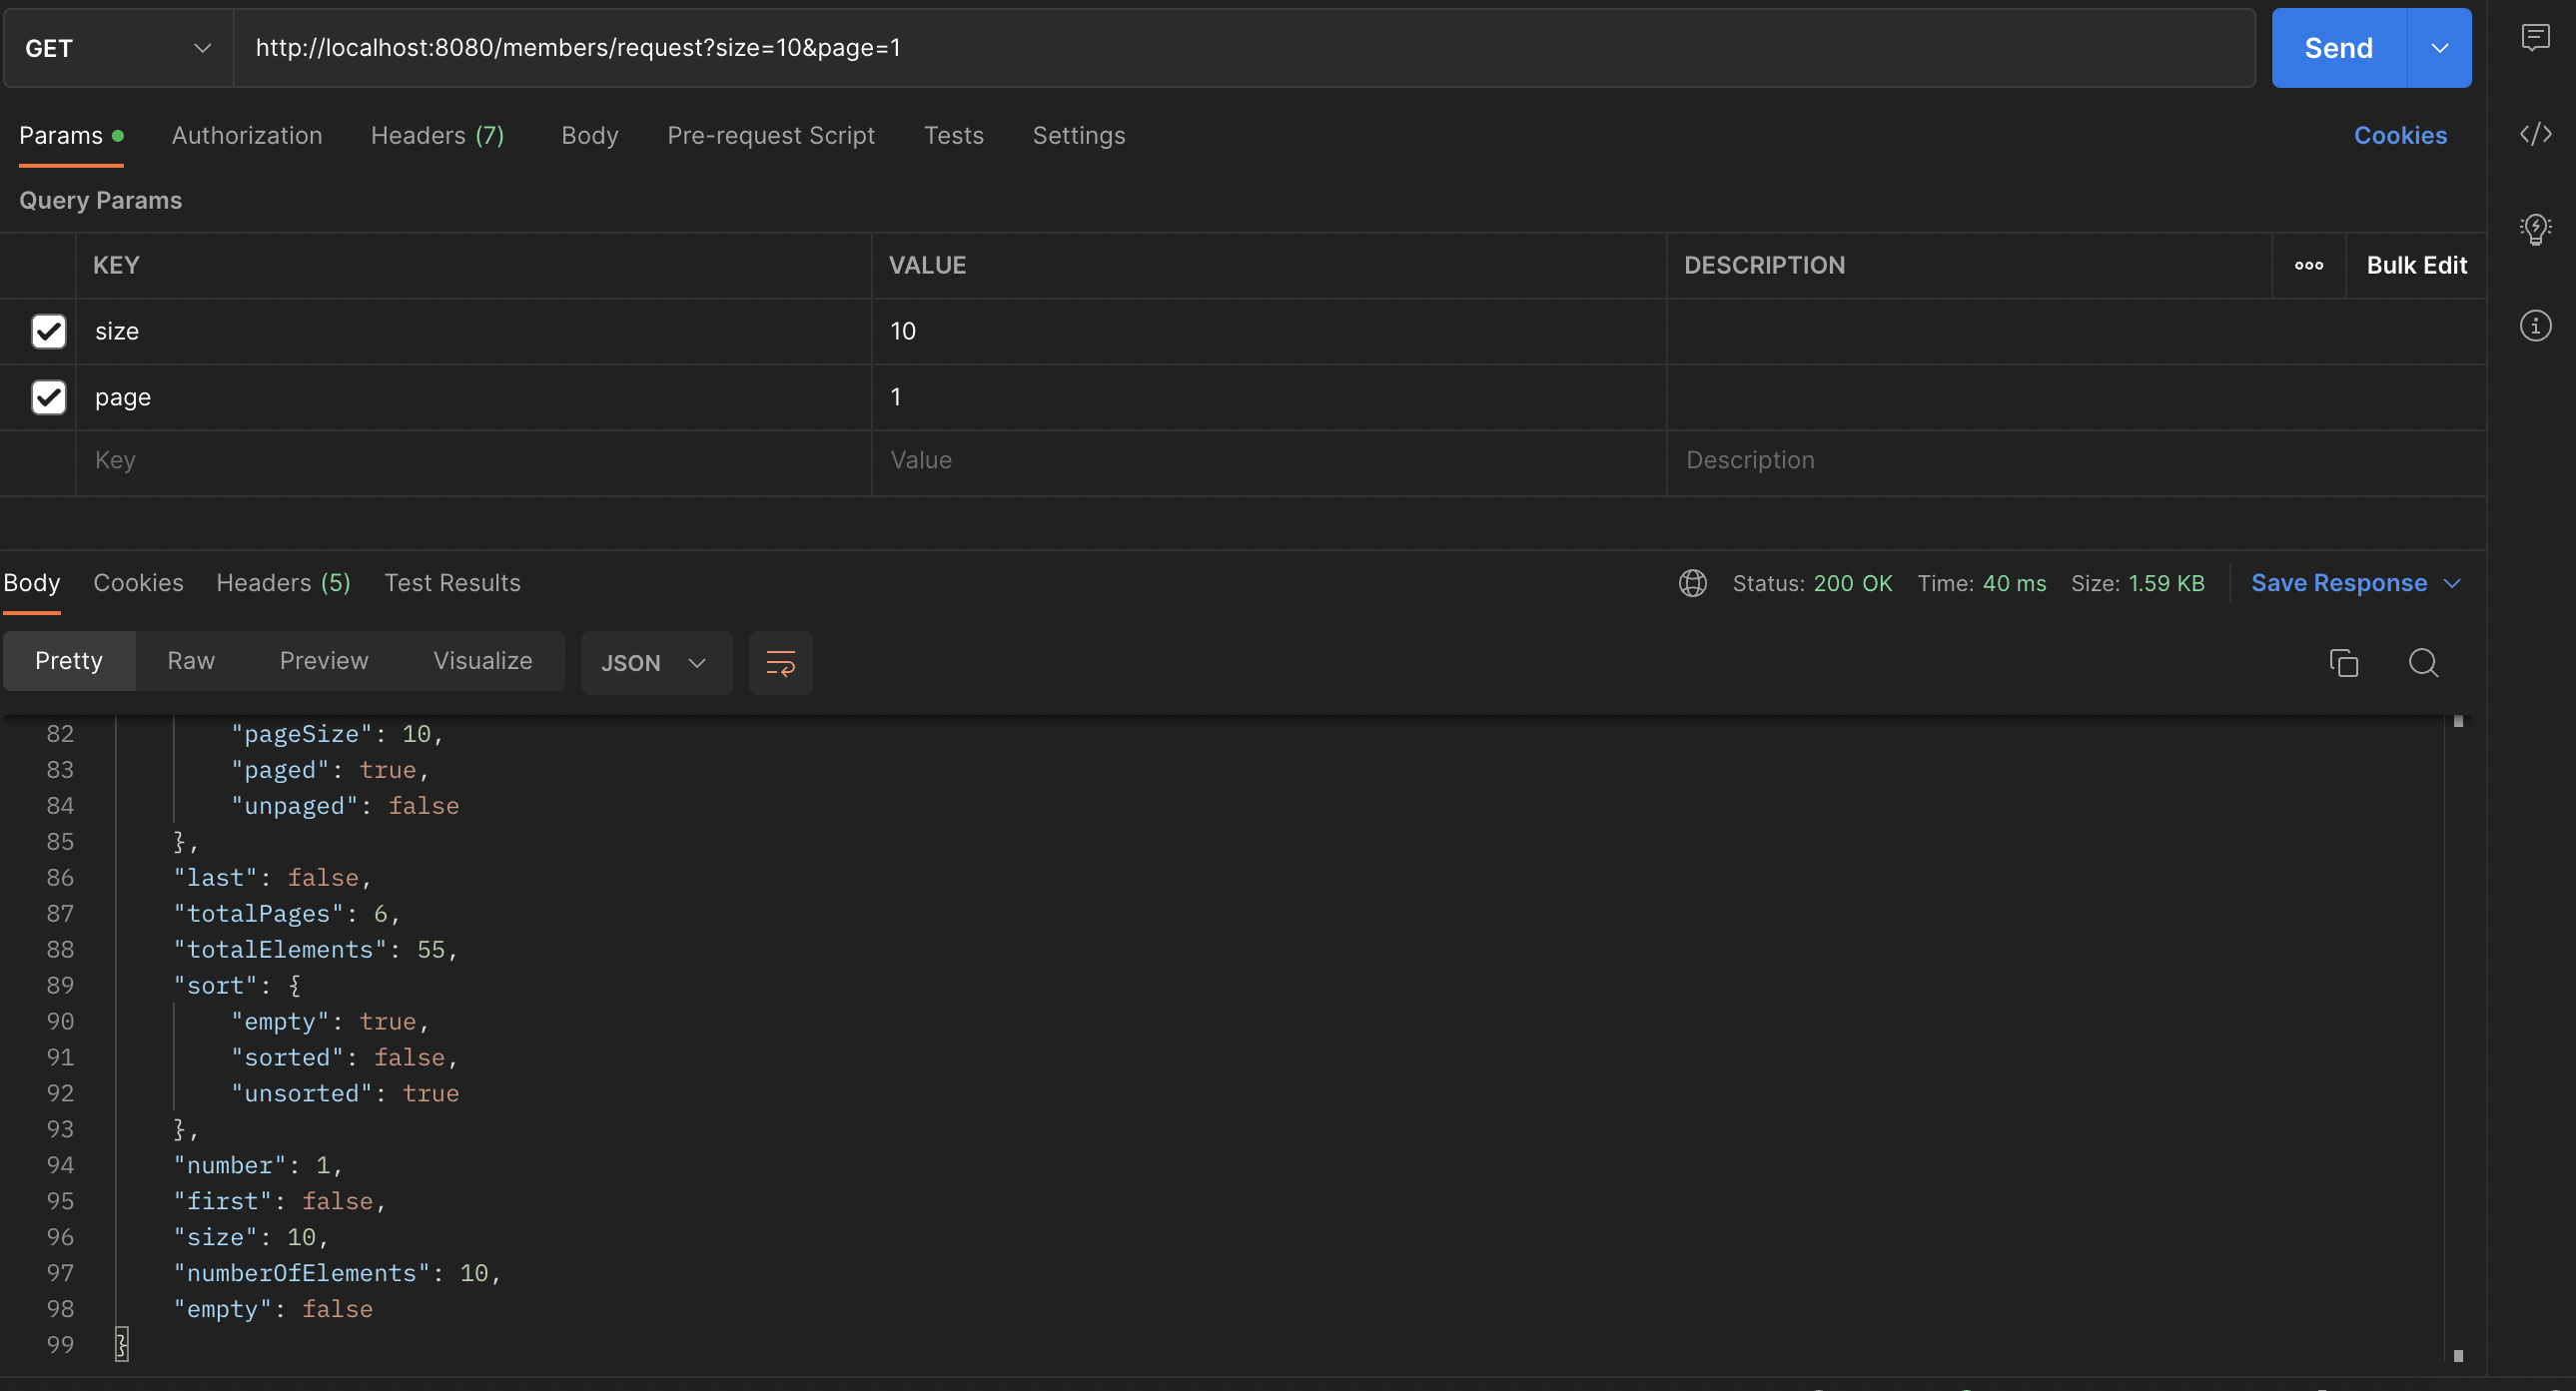 GET http://localhost:8080/members/request?size=10&page=1 Send
Params Authorization Headers (7) Body Pre-request Script Tests Settings Cookies
Query Params
KEY VALUE DESCRIPTION Bulk Edit
size 10
page 1
Key Value Description
Body Cookies Headers (5) Test Results Status: 200 OK Time: 40 ms Size: 1.59 KB Save Response
Pretty Raw Preview Visualize JSON
82 "pageSize": 10,
83 "paged": true,
84 "unpaged": false
85 },
86 "last": false,
87 "totalPages": 6,
88 "totalElements": 55,
89 "sort": {
90 "empty": true,
91 "sorted": false,
92 "unsorted": true
93 },
94 "number": 1,
95 "first": false,
96 "size": 10,
97 "numberOfElements": 10,
98 "empty": false
99 }